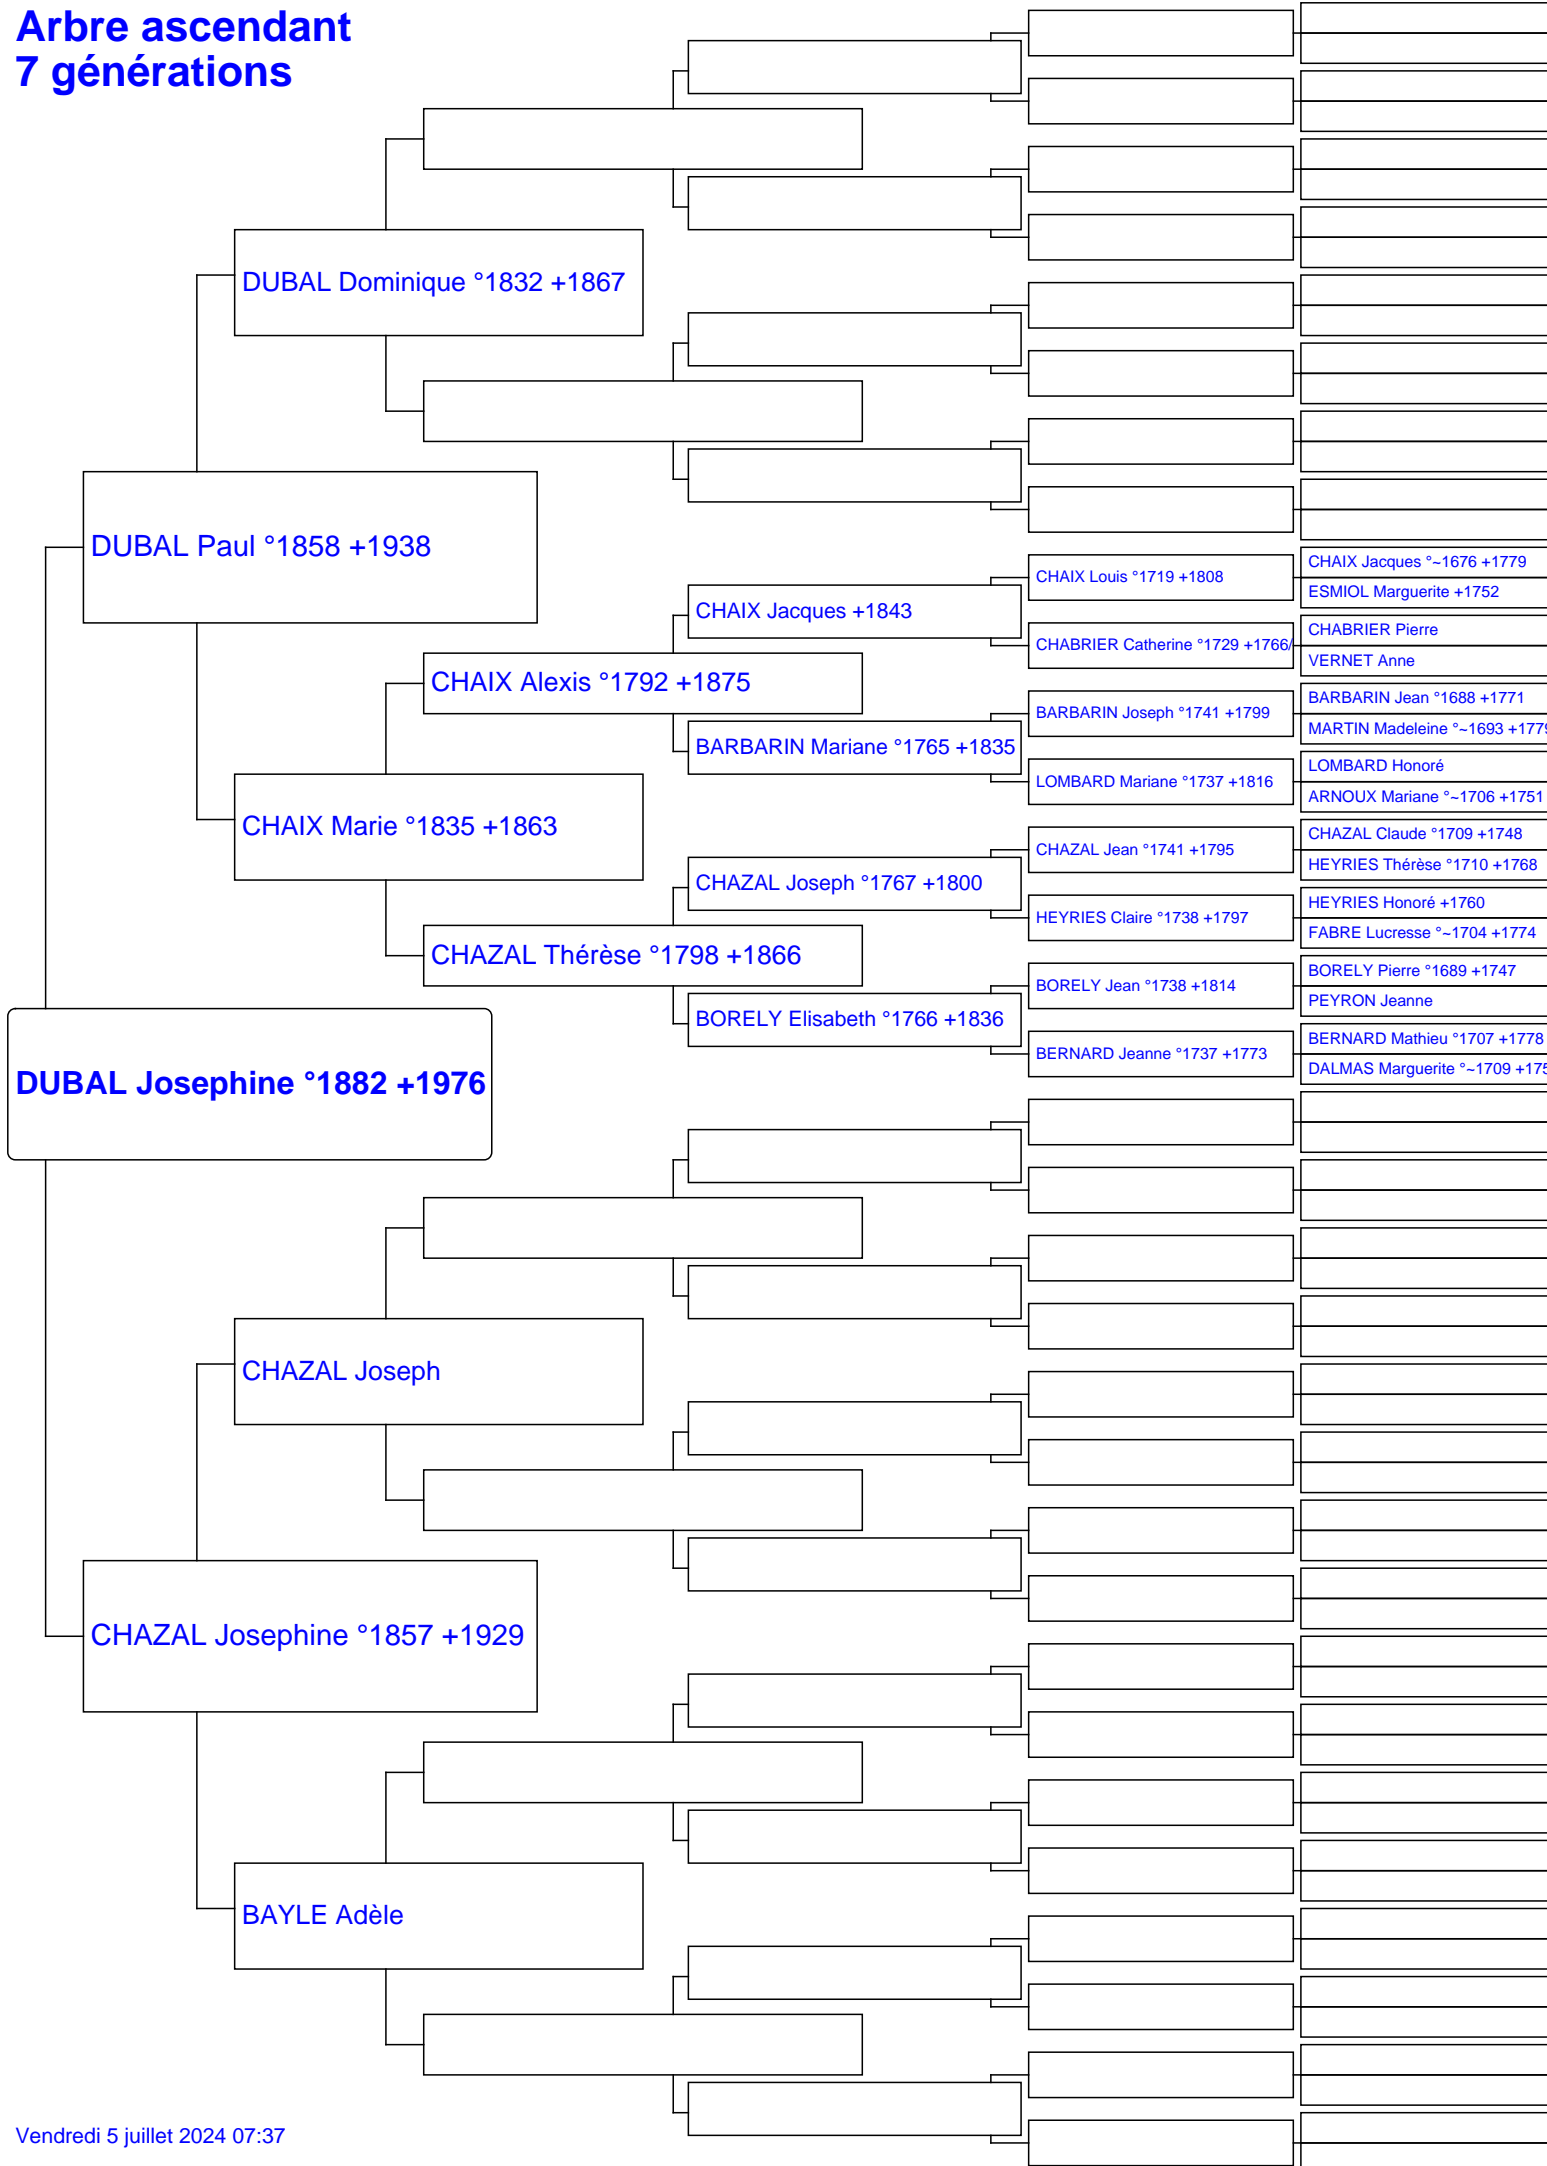 Arbre ascendant
7 générations
DUBAL Josephine °1882 +1976
DUBAL Paul °1858 +1938
CHAZAL Josephine °1857 +1929
DUBAL Dominique °1832 +1867
CHAIX Marie °1835 +1863
CHAZAL Joseph
BAYLE Adèle
CHAIX Alexis °1792 +1875
CHAZAL Thérèse °1798 +1866
CHAIX Jacques +1843
BARBARIN Mariane °1765 +1835
CHAZAL Joseph °1767 +1800
BORELY Elisabeth °1766 +1836
CHAIX Louis °1719 +1808
CHABRIER Catherine °1729 +1766/
BARBARIN Joseph °1741 +1799
LOMBARD Mariane °1737 +1816
CHAZAL Jean °1741 +1795
HEYRIES Claire °1738 +1797
BORELY Jean °1738 +1814
BERNARD Jeanne °1737 +1773
CHAIX Jacques °~1676 +1779
ESMIOL Marguerite +1752
CHABRIER Pierre
VERNET Anne
BARBARIN Jean °1688 +1771
MARTIN Madeleine °~1693 +1779
LOMBARD Honoré
ARNOUX Mariane °~1706 +1751
CHAZAL Claude °1709 +1748
HEYRIES Thérèse °1710 +1768
HEYRIES Honoré +1760
FABRE Lucresse °~1704 +1774
BORELY Pierre °1689 +1747
PEYRON Jeanne
BERNARD Mathieu °1707 +1778
DALMAS Marguerite °~1709 +175
Vendredi 5 juillet 2024 07:37